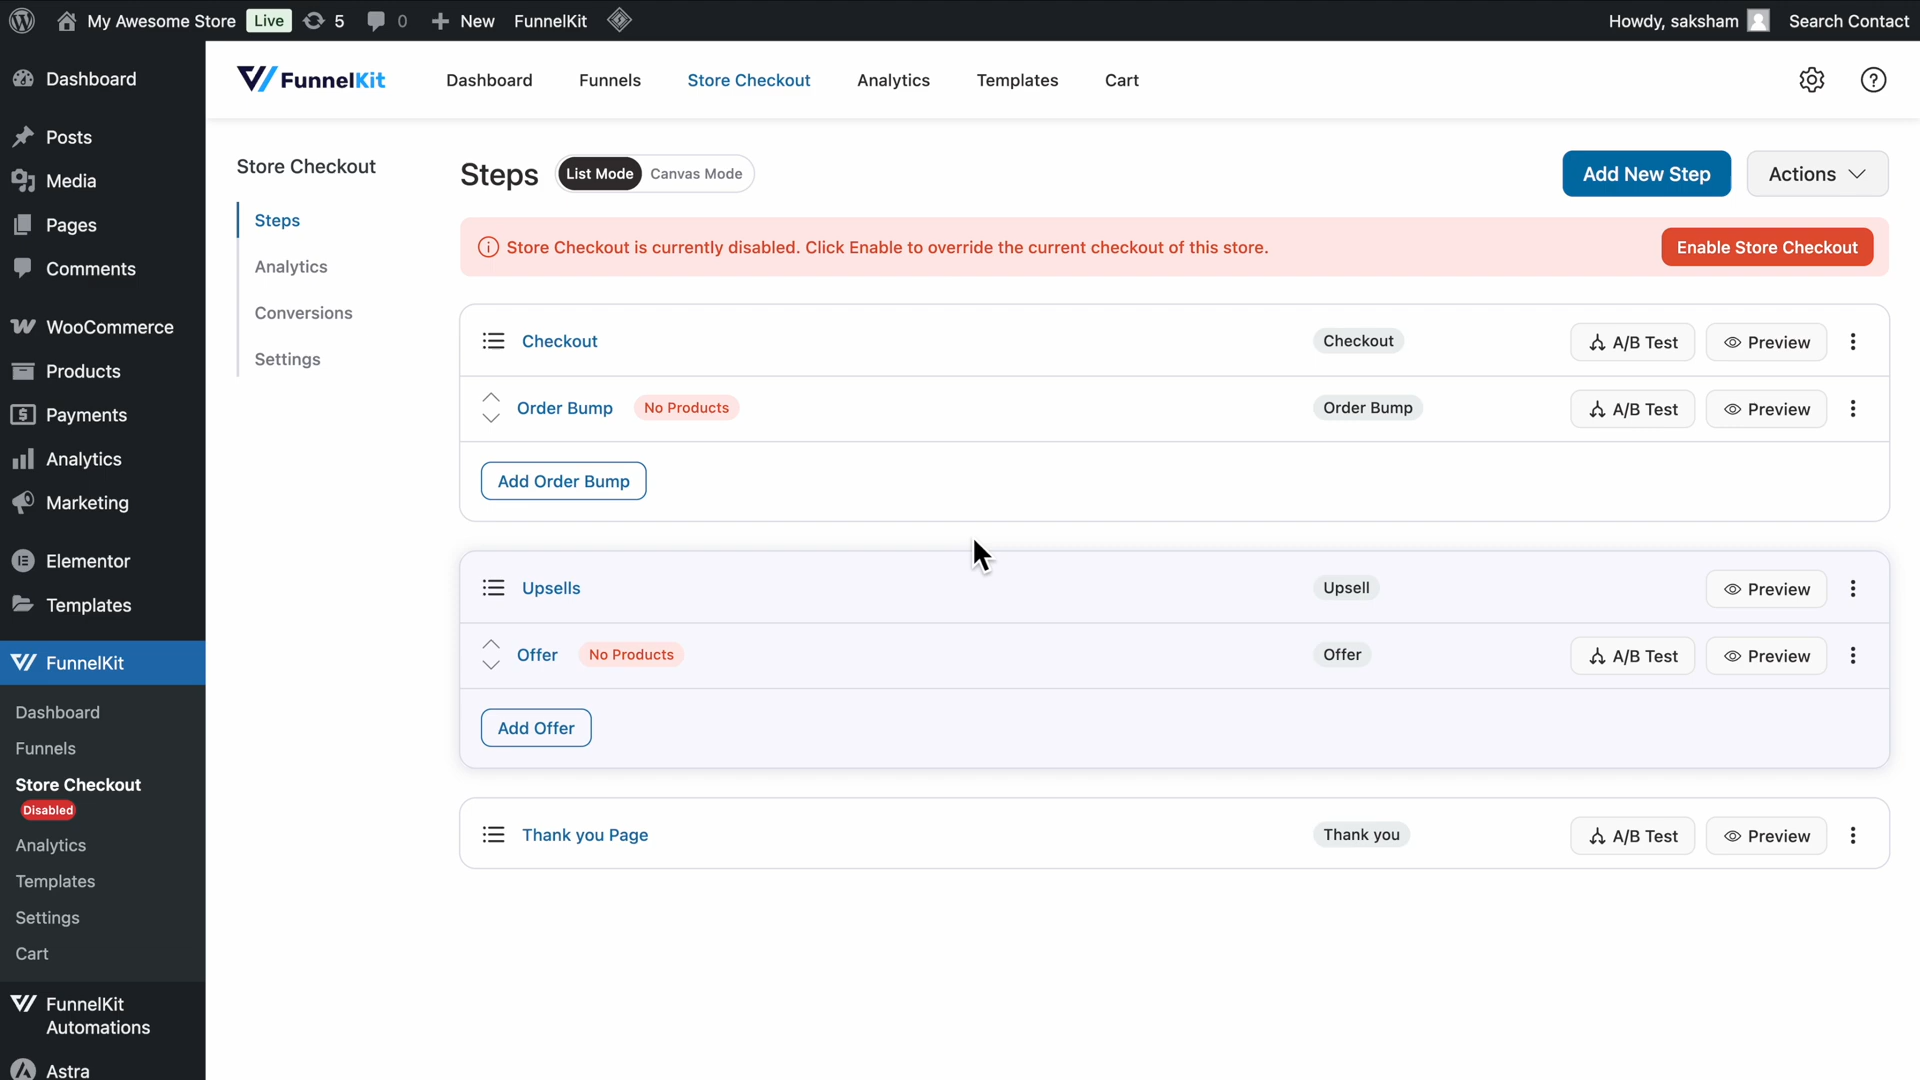 My Awesome Store Live 5 0 New FunnelKit Howdy, saksham Search Contact
Dashboard
Posts
Media
Pages
Comments
WooCommerce
Products
Payments
Analytics
Marketing
Elementor
Templates
FunnelKit
Dashboard
Funnels
Store Checkout
Disabled
Analytics
Templates
Settings
Cart
FunnelKit
Automations
Astra
FunnelKit Dashboard Funnels Store Checkout Analytics Templates Cart
Store Checkout
Steps
Analytics
Conversions
Settings
Steps List Mode Canvas Mode Add New Step Actions
Store Checkout is currently disabled. Click Enable to override the current checkout of this store. Enable Store Checkout
Checkout Checkout A/B Test Preview
Order Bump No Products Order Bump A/B Test Preview
Add Order Bump
Upsells Upsell Preview
Offer No Products Offer A/B Test Preview
Add Offer
Thank you Page Thank you A/B Test Preview